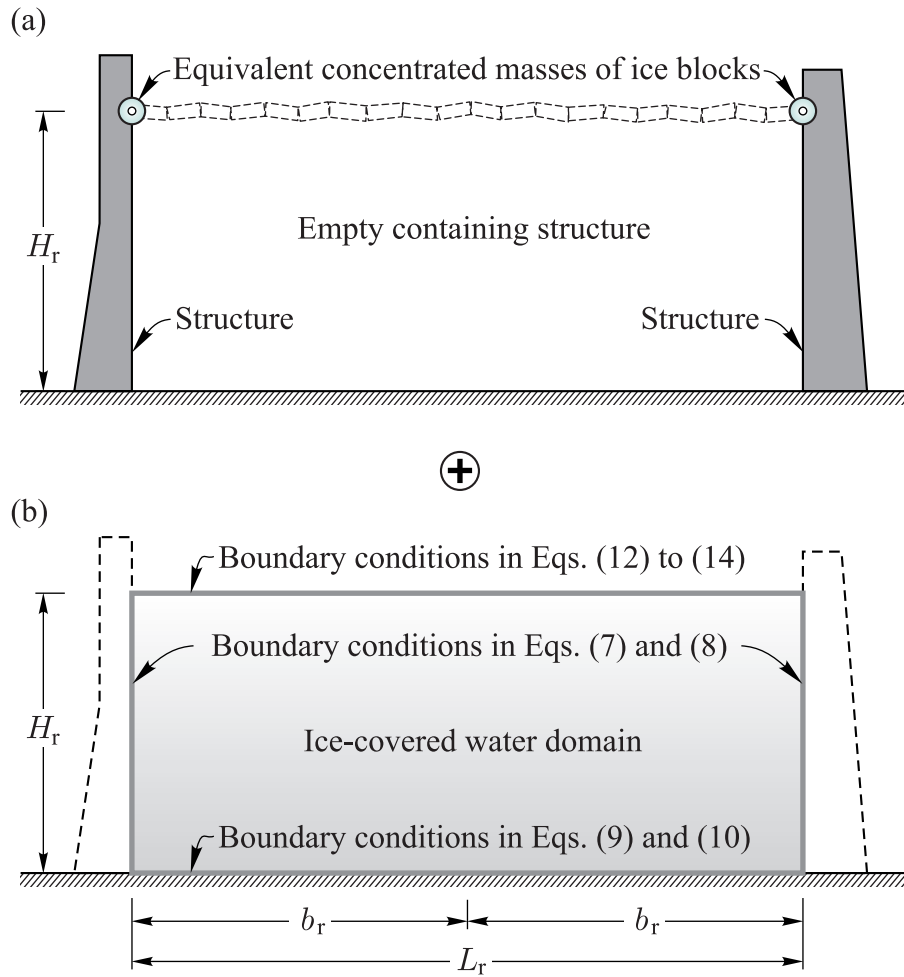 (a)
Equivalent concentrated masses of ice blocks
Empty containing structure
H_r
Structure
Structure
(b)
Boundary conditions in Eqs. (12) to (14)
Boundary conditions in Eqs. (7) and (8)
H_r
Ice-covered water domain
Boundary conditions in Eqs. (9) and (10)
b_r
b_r
L_r